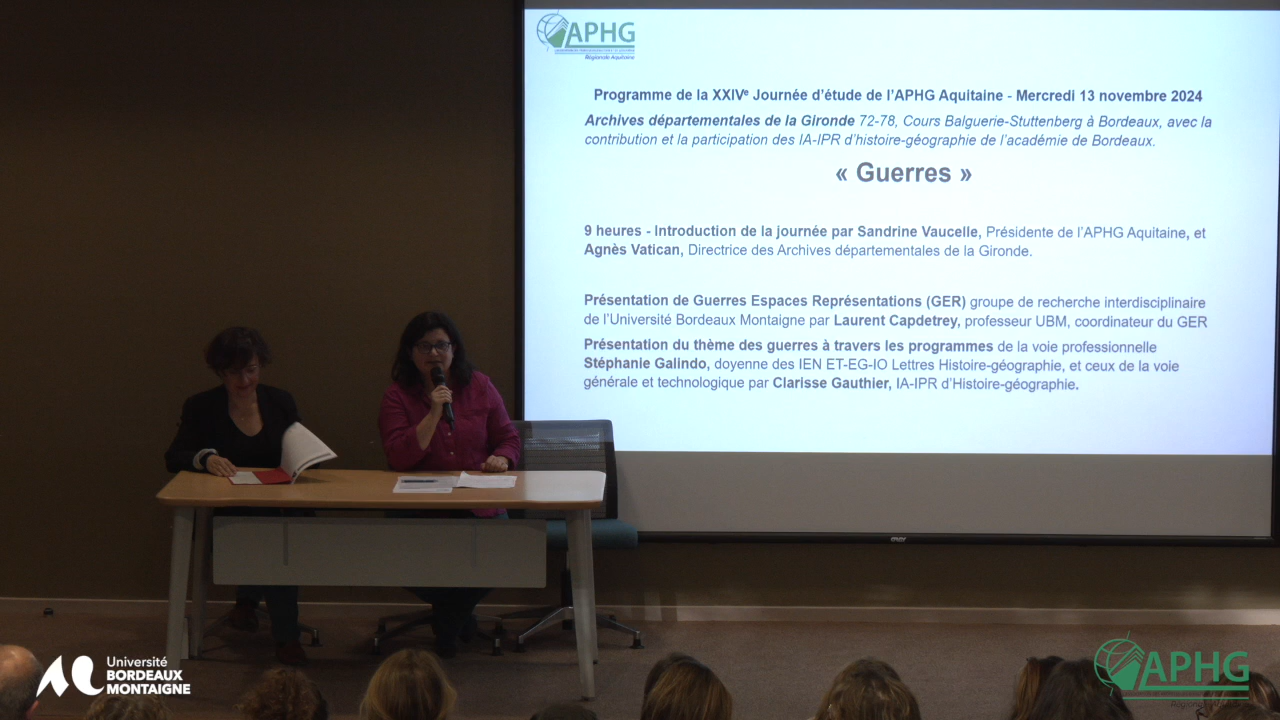 APHG
Régionale Aquitaine
Programme de la XXIVe Journée d'étude de l'APHG Aquitaine - Mercredi 13 novembre 2024
Archives départementales de la Gironde 72-78, Cours Balguerie-Stuttenberg à Bordeaux, avec la
contribution et la participation des IA-IPR d'histoire-géographie de l'académie de Bordeaux.
« Guerres »
9 heures - Introduction de la journée par Sandrine Vaucelle, Présidente de l'APHG Aquitaine, et
Agnès Vatican, Directrice des Archives départementales de la Gironde.
Présentation de Guerres Espaces Représentations (GER) groupe de recherche interdisciplinaire
de l'Université Bordeaux Montaigne par Laurent Capdetrey, professeur UBM, coordinateur du GER
Présentation du thème des guerres à travers les programmes de la voie professionnelle
Stéphanie Galindo, doyenne des IEN ET-EG-IO Lettres Histoire-géographie, et ceux de la voie
générale et technologique par Clarisse Gauthier, IA-IPR d'Histoire-géographie.
Université
BORDEAUX
MONTAIGNE
APHG
Régionale Aquitaine